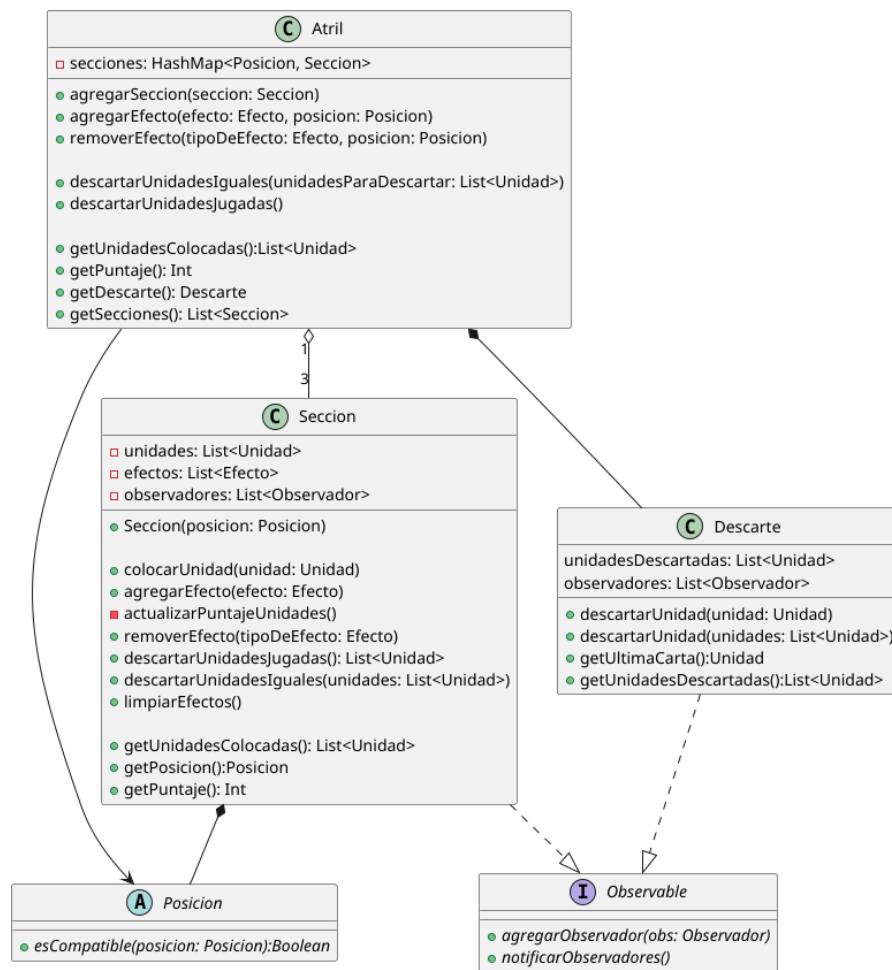 C Atril
secciones: HashMap<Posicion, Seccion>
agregarSeccion(seccion: Seccion)
agregarEfecto(efecto: Efecto, posicion: Posicion)
removerEfecto(tipoDeEfecto: Efecto, posicion: Posicion)
descartarUnidadesIguales(unidadesParaDescartar: List<Unidad>)
descartarUnidadesJugadas()
getUnidadesColocadas():List<Unidad>
getPuntaje(): Int
getDescarte(): Descarte
getSecciones(): List<Seccion>
1
3
C Seccion
unidades: List<Unidad>
efectos: List<Efecto>
observadores: List<Observador>
Seccion(posicion: Posicion)
colocarUnidad(unidad: Unidad)
agregarEfecto(efecto: Efecto)
actualizarPuntajeUnidades()
removerEfecto(tipoDeEfecto: Efecto)
descartarUnidadesJugadas(): List<Unidad>
descartarUnidadesIguales(unidades: List<Unidad>)
limpiarEfectos()
getUnidadesColocadas(): List<Unidad>
getPosicion():Posicion
getPuntaje(): Int
C Descarte
unidadesDescartadas: List<Unidad>
observadores: List<Observador>
descartarUnidad(unidad: Unidad)
descartarUnidad(unidades: List<Unidad>)
getUltimaCarta():Unidad
getUnidadesDescartadas():List<Unidad>
A Posicion
esCompatible(posicion: Posicion):Boolean
I Observable
agregarObservador(obs: Observador)
notificarObservadores()